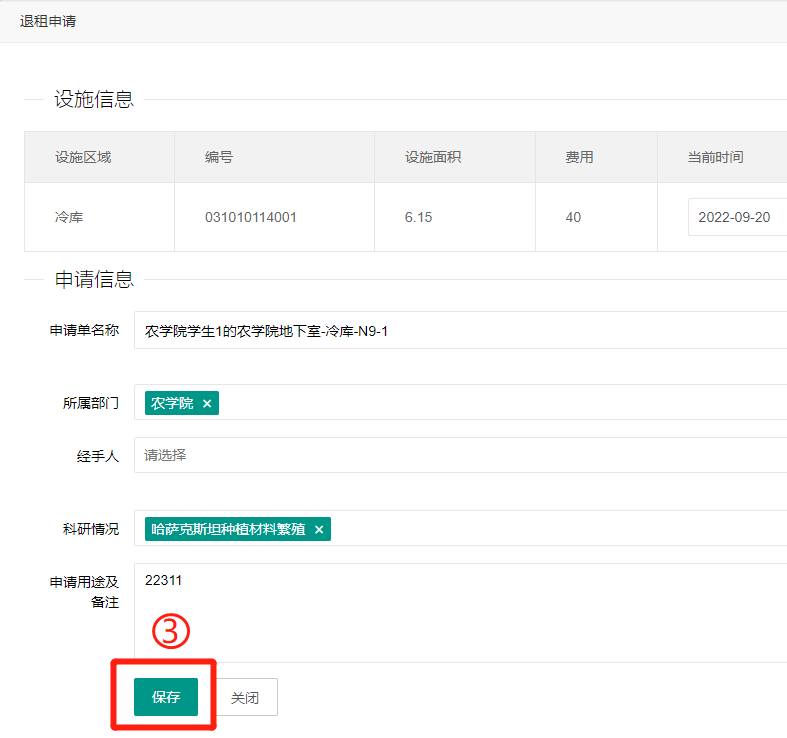 退租申请
设施信息
设施区域 编号 设施面积 费用 当前时间
冷库 031010114001 6.15 40 2022-09-20
申请信息
申请单名称 农学院学生1的农学院地下室-冷库-N9-1
所属部门 农学院 ×
经手人 请选择
科研情况 哈萨克斯坦种植材料繁殖 ×
申请用途及 22311
备注
③
保存 关闭